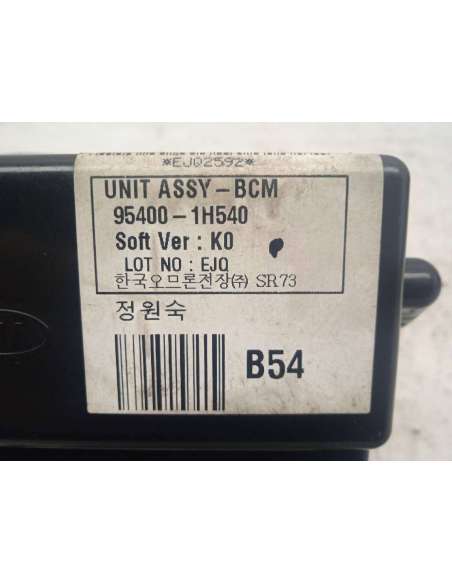 *EJQ2592*
UNIT ASSY-BCM
95400-1H540
Soft Ver : K0
LOT NO : EJQ
한국오므론전장㈜ SR73
정원숙
B54